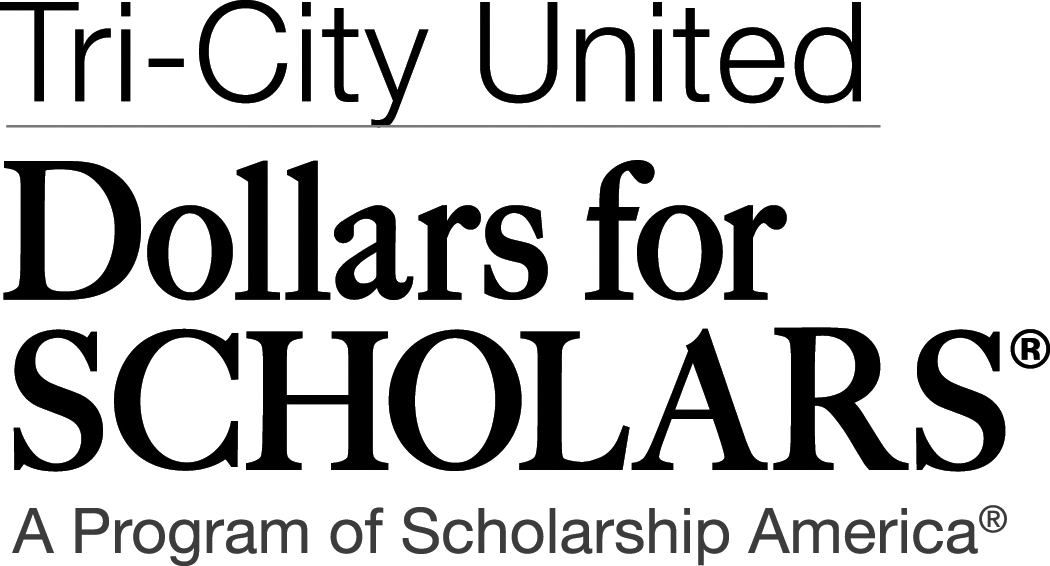 Tri-City United
Dollars for
SCHOLARS®
A Program of Scholarship America®